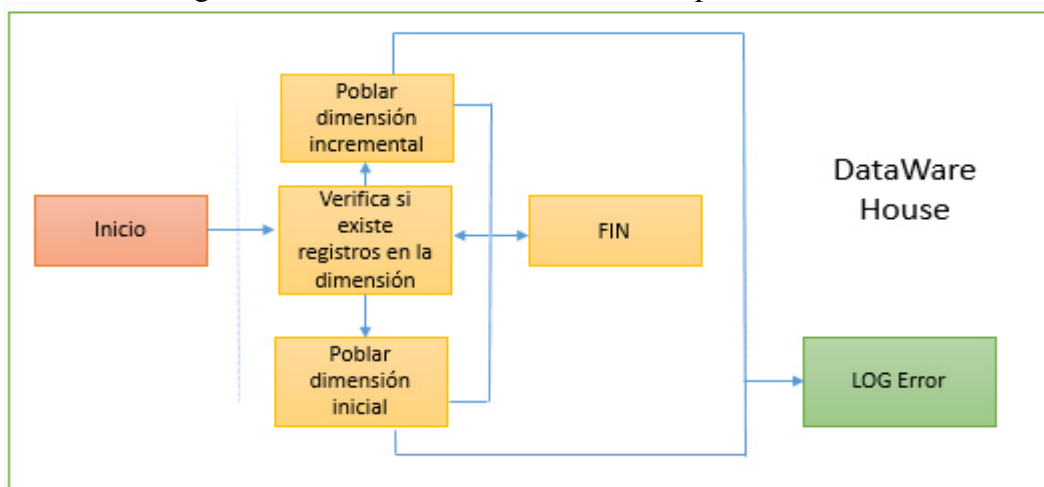 Poblar
dimensión
incremental
DataWare
House
Inicio
Verifica si
existe
registros en la
dimensión
FIN
Poblar
dimensión
inicial
LOG Error